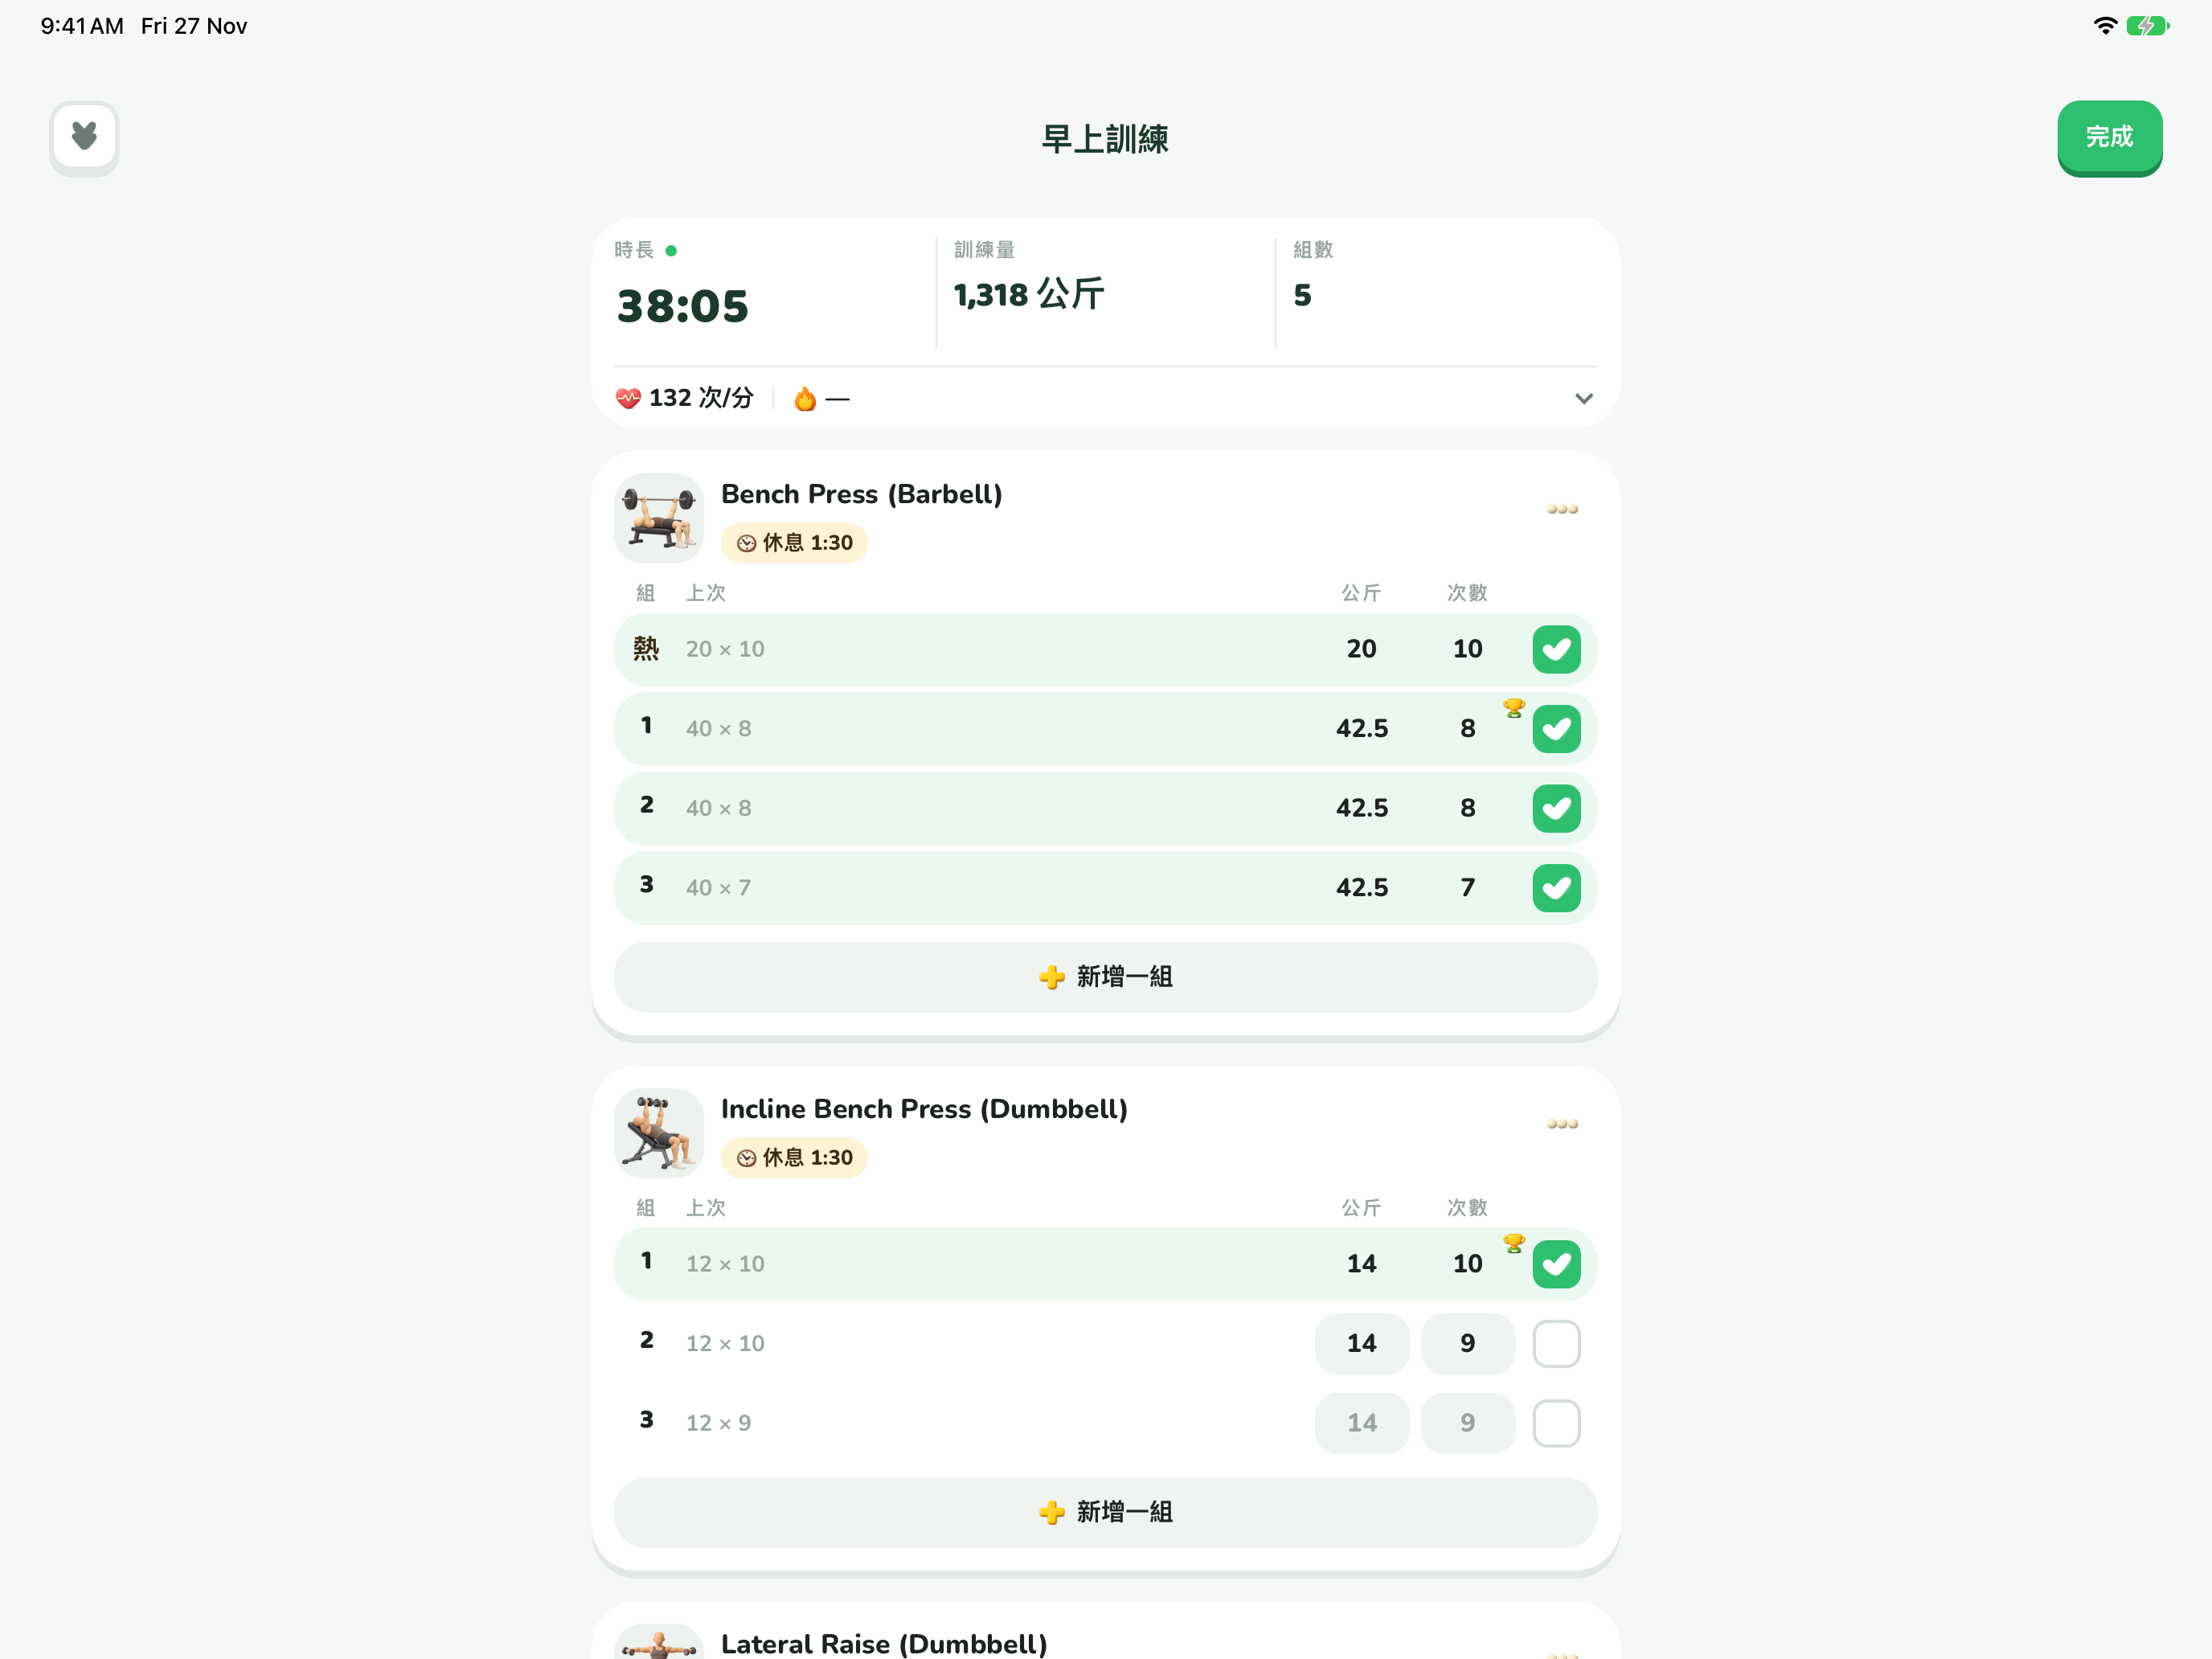 9:41 AM Fri 27 Nov
早上訓練
完成
時長
38:05
訓練量
1,318 公斤
組數
5
132 次/分
—
Bench Press (Barbell)
休息 1:30
組 上次 公斤 次數
熱 20 × 10 20 10
1 40 × 8 42.5 8
2 40 × 8 42.5 8
3 40 × 7 42.5 7
新增一組
Incline Bench Press (Dumbbell)
休息 1:30
組 上次 公斤 次數
1 12 × 10 14 10
2 12 × 10 14 9
3 12 × 9 14 9
新增一組
Lateral Raise (Dumbbell)